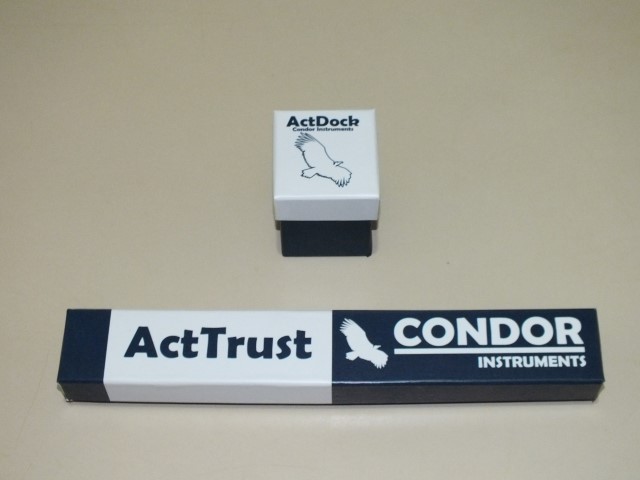 ActDock
Condor Instruments
ActTrust
CONDOR
INSTRUMENTS